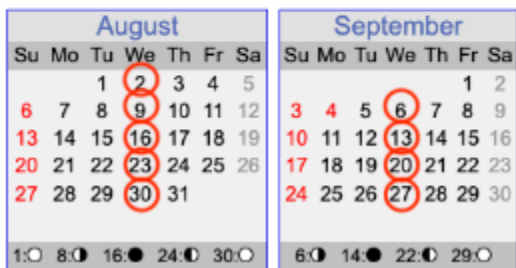 August
Su Mo Tu We Th Fr Sa
1 2 3 4 5
6 7 8 9 10 11 12
13 14 15 16 17 18 19
20 21 22 23 24 25 26
27 28 29 30 31
1: 8: 16: 24: 30:
September
Su Mo Tu We Th Fr Sa
1 2
3 4 5 6 7 8 9
10 11 12 13 14 15 16
17 18 19 20 21 22 23
24 25 26 27 28 29 30
6: 14: 22: 29: